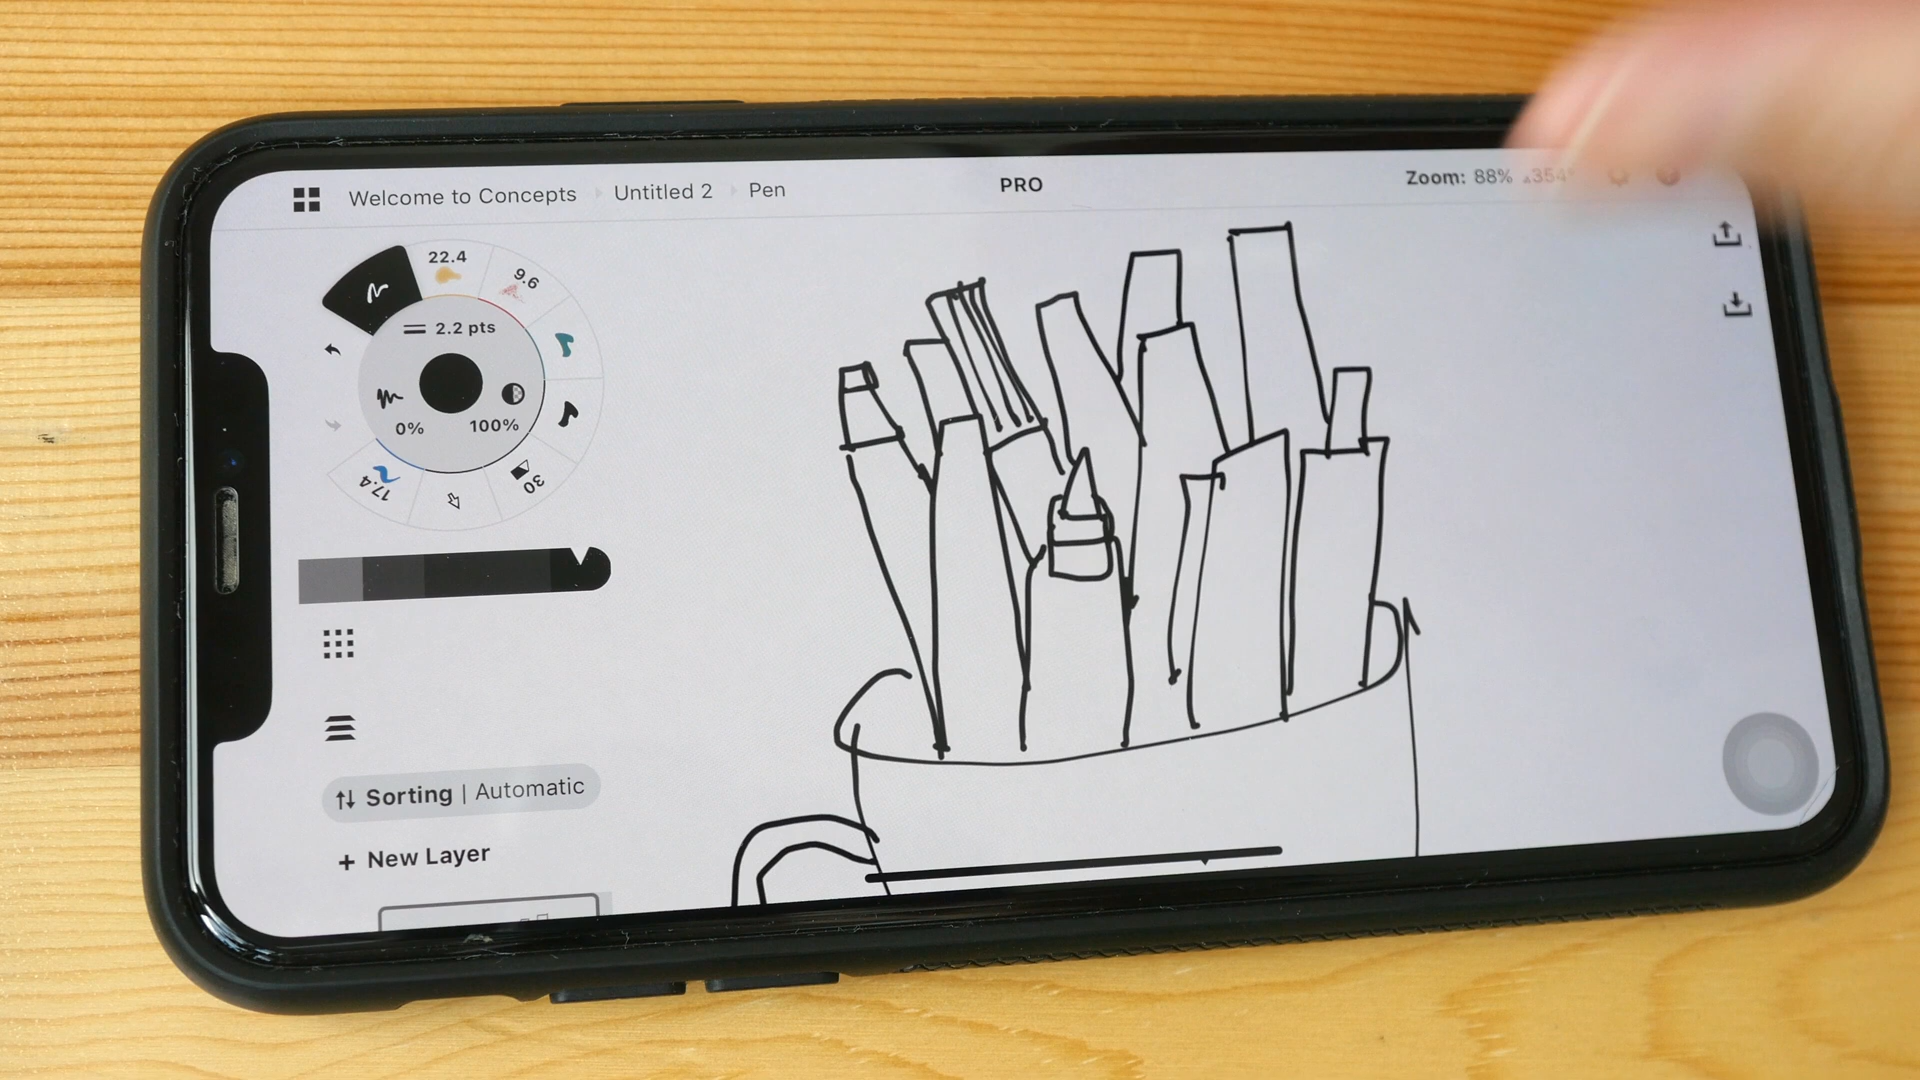 Welcome to Concepts Untitled 2 Pen
PRO
Zoom: 88% 354°
22.4
9.6
2.2 pts
0%
100%
17.4
30
Sorting | Automatic
+ New Layer